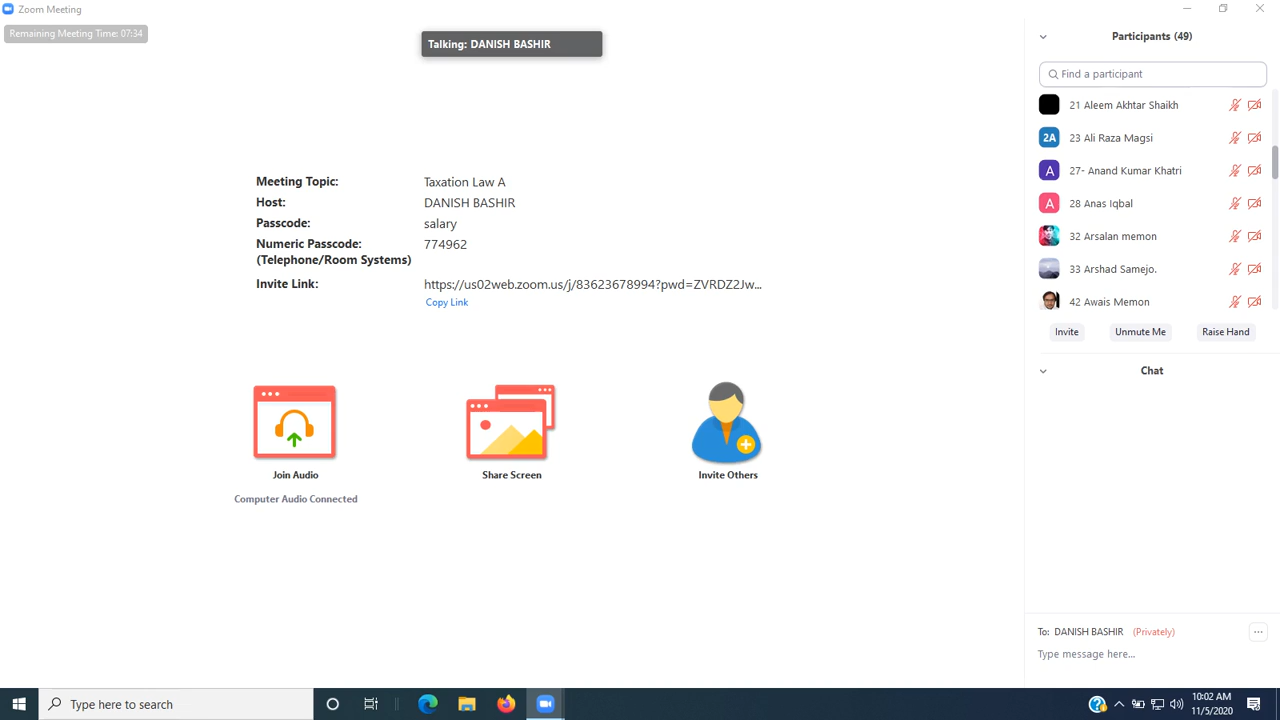 Zoom Meeting
Remaining Meeting Time: 07:34
Talking: DANISH BASHIR
Meeting Topic: Taxation Law A
Host: DANISH BASHIR
Passcode: salary
Numeric Passcode: 774962
(Telephone/Room Systems)
Invite Link: https://us02web.zoom.us/j/83623678994?pwd=ZVRDZ2Jw...
Copy Link
Join Audio
Computer Audio Connected
Share Screen
Invite Others
Participants (49)
Find a participant
21 Aleem Akhtar Shaikh
2A 23 Ali Raza Magsi
A 27- Anand Kumar Khatri
A 28 Anas Iqbal
32 Arsalan memon
33 Arshad Samejo.
42 Awais Memon
Invite Unmute Me Raise Hand
Chat
To: DANISH BASHIR (Privately)
Type message here...
Type here to search
10:02 AM
11/5/2020